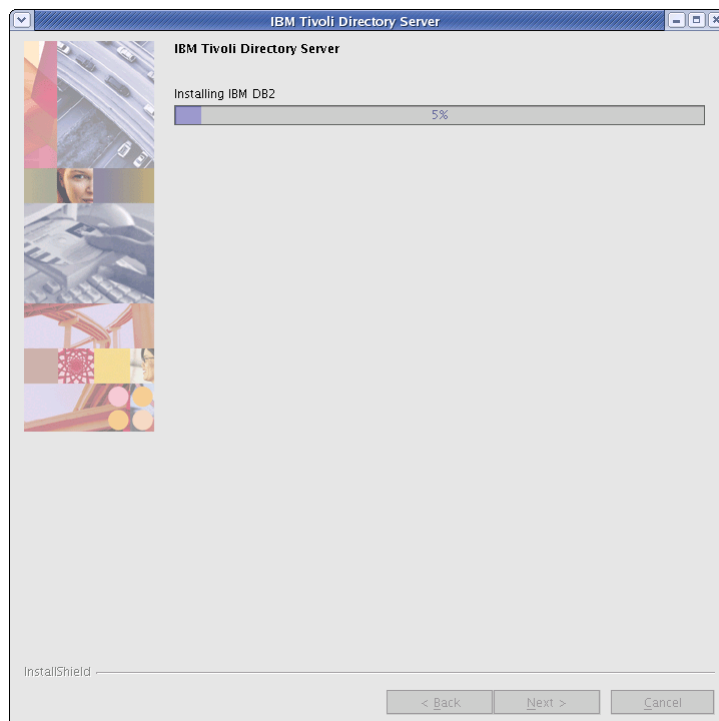 IBM Tivoli Directory Server
IBM Tivoli Directory Server
Installing IBM DB2
5%
InstallShield
< Back
Next >
Cancel